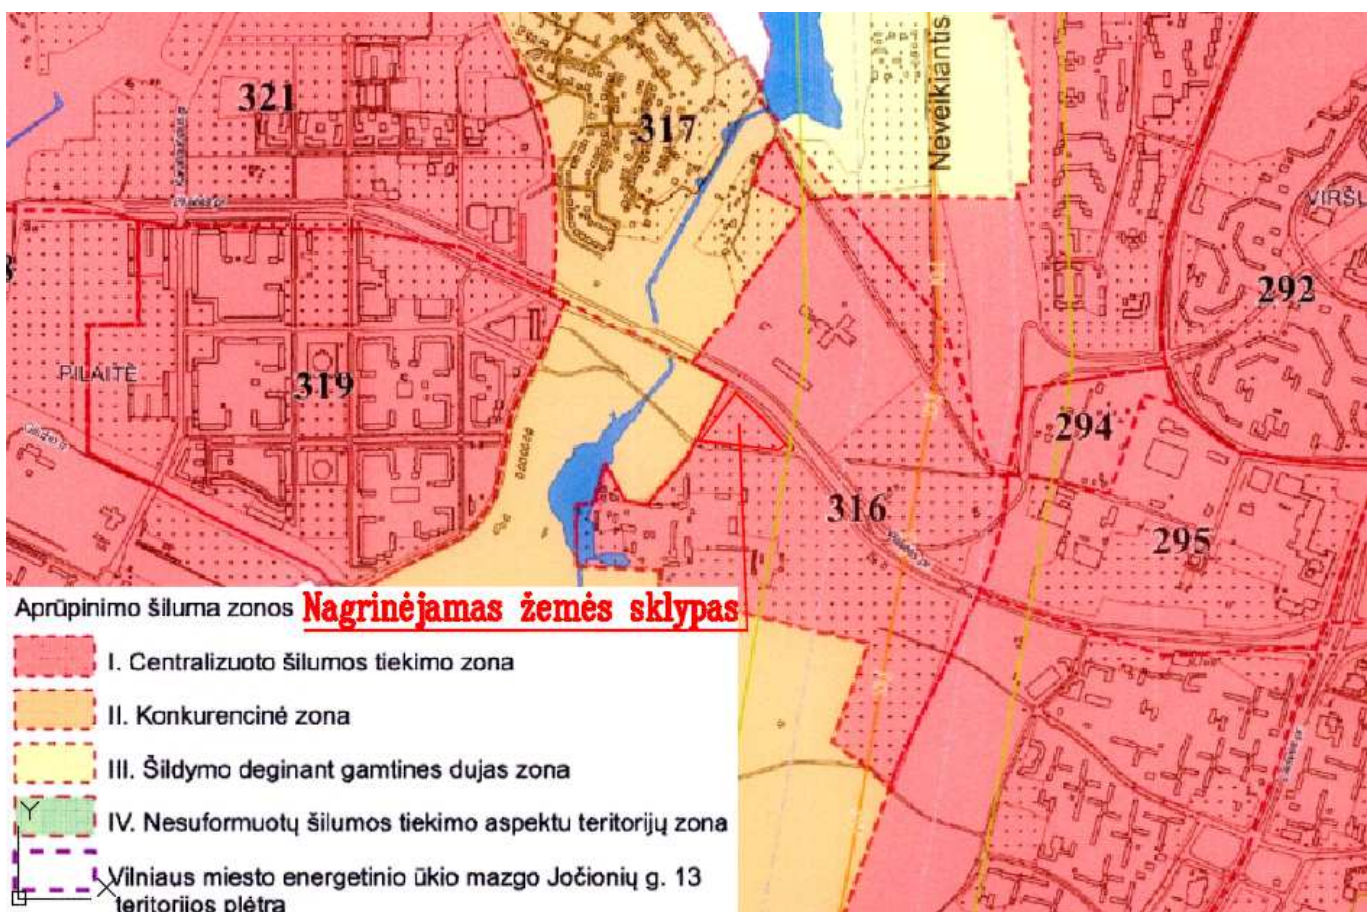 Neveikiantis
321
317
VIRŠU
292
PILAITĖ
319
294
316
295
Aprūpinimo šiluma zonos
Nagrinėjamas žemės sklypas
I. Centralizuoto šilumos tiekimo zona
II. Konkurencinė zona
III. Šildymo deginant gamtines dujas zona
IV. Nesuformuotų šilumos tiekimo aspektu teritorijų zona
Y
X
Vilniaus miesto energetinio ūkio mazgo Jočionių g. 13
teritorijos plėtra